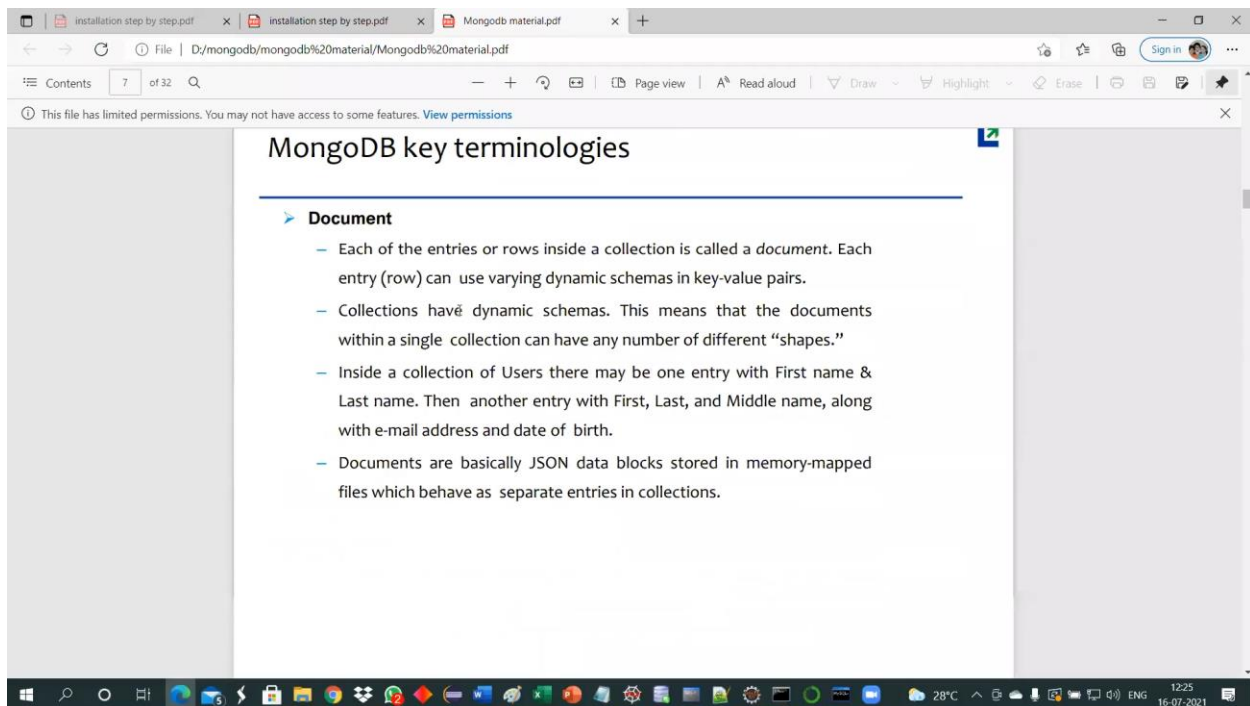 installation step by step.pdf
installation step by step.pdf
Mongodb material.pdf
File | D:/mongodb/mongodb%20material/Mongodb%20material.pdf
Sign in
Contents 7 of 32 Page view Read aloud Draw Highlight Erase
This file has limited permissions. You may not have access to some features. View permissions
MongoDB key terminologies
Document
– Each of the entries or rows inside a collection is called a document. Each
entry (row) can use varying dynamic schemas in key-value pairs.
– Collections have dynamic schemas. This means that the documents
within a single collection can have any number of different “shapes.”
– Inside a collection of Users there may be one entry with First name &
Last name. Then another entry with First, Last, and Middle name, along
with e-mail address and date of birth.
– Documents are basically JSON data blocks stored in memory-mapped
files which behave as separate entries in collections.
28°C ENG 12:25
16-07-2021